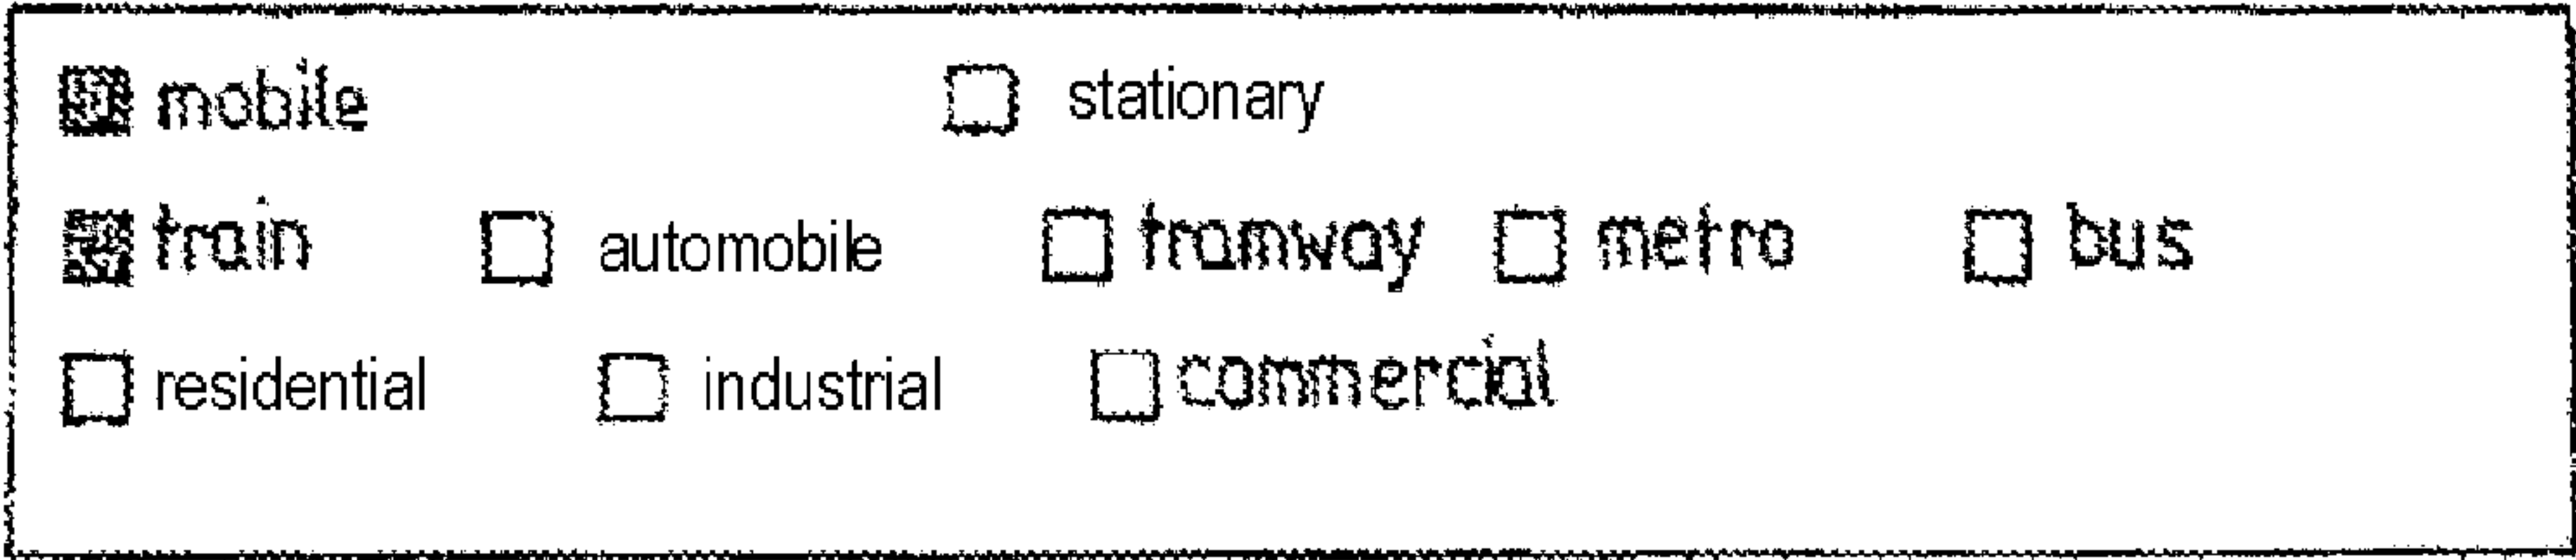 mobile stationary
train automobile tramway metro bus
residential industrial commercial